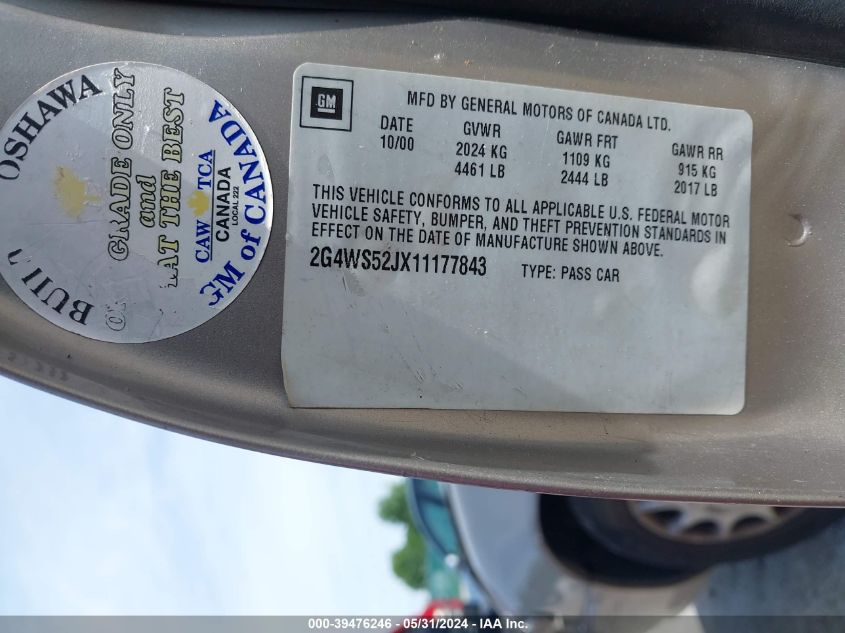 OSHAWA
GRADE ONLY
and
THE BEST
CAW TCA
CANADA
LOCAL 222
GM of CANADA
GM
MFD BY GENERAL MOTORS OF CANADA LTD.
DATE GVWR GAWR FRT GAWR RR
10/00 2024 KG 1109 KG 915 KG
4461 LB 2444 LB 2017 LB
THIS VEHICLE CONFORMS TO ALL APPLICABLE U.S. FEDERAL MOTOR
VEHICLE SAFETY, BUMPER, AND THEFT PREVENTION STANDARDS IN
EFFECT ON THE DATE OF MANUFACTURE SHOWN ABOVE.
2G4WS52JX11177843 TYPE: PASS CAR
000-39476246 - 05/31/2024 - IAA Inc.